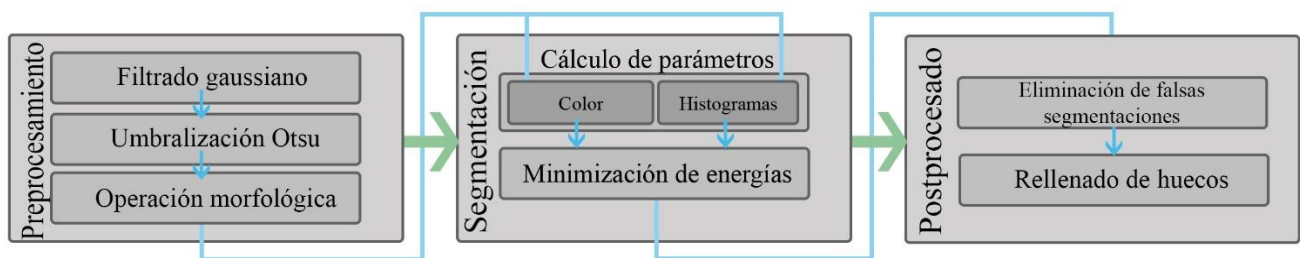 Preprocesamiento
Filtrado gaussiano
Umbralización Otsu
Operación morfológica
Segmentación
Cálculo de parámetros
Color
Histogramas
Minimización de energías
Postprocesado
Eliminación de falsas
segmentaciones
Rellenado de huecos